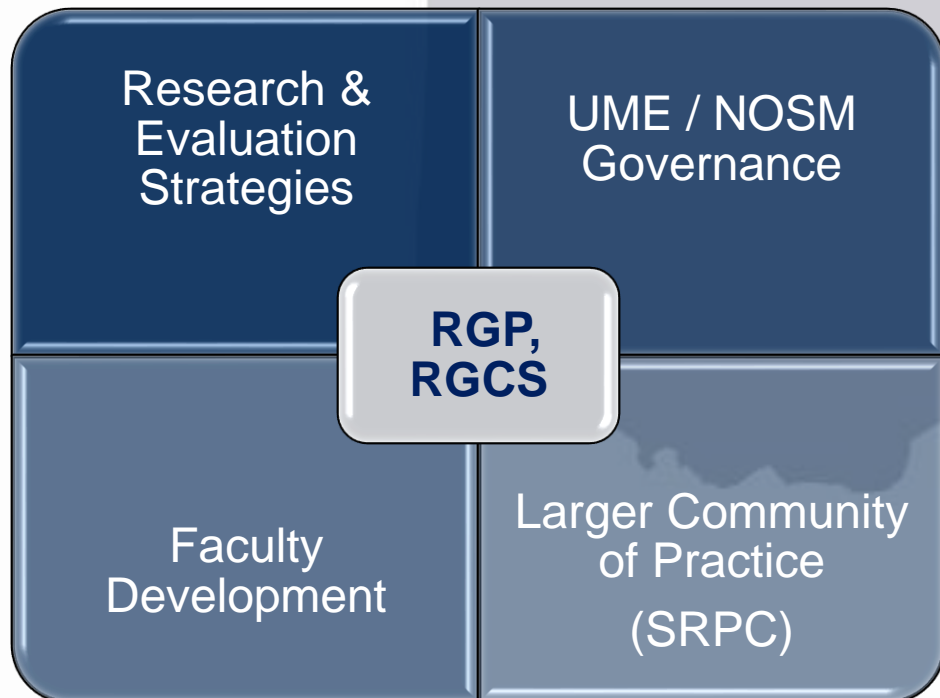 Research &
Evaluation
Strategies
UME / NOSM
Governance
RGP,
RGCS
Faculty
Development
Larger Community
of Practice
(SRPC)